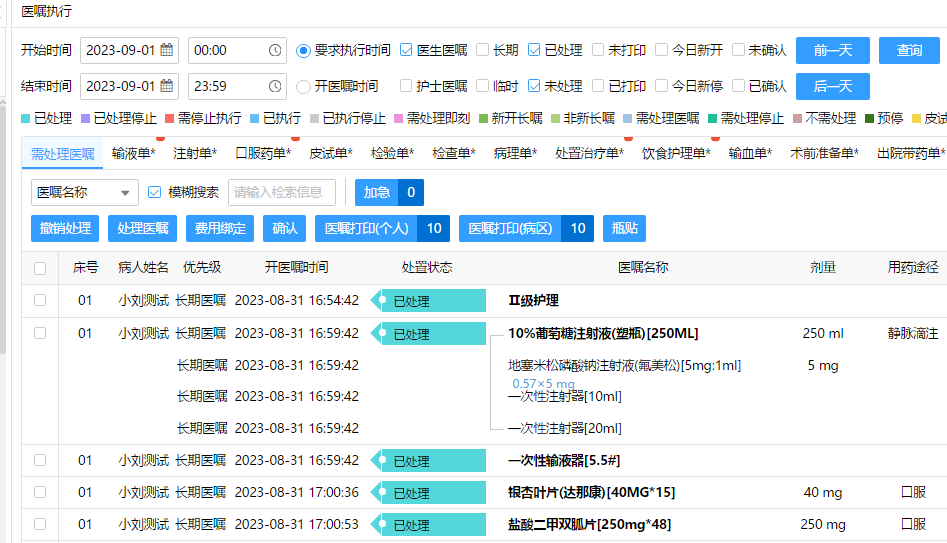 医嘱执行
开始时间 2023-09-01 00:00 要求执行时间 医生医嘱 长期 已处理 未打印 今日新开 未确认 前一天 查询
结束时间 2023-09-01 23:59 开医嘱时间 护士医嘱 临时 未处理 已打印 今日新停 已确认 后一天
已处理 已处理停止 需停止执行 已执行 已执行停止 需处理即刻 新开长嘱 非新长嘱 需处理医嘱 需处理停止 不需处理 预停 皮试
需处理医嘱 输液单* 注射单* 口服药单* 皮试单* 检验单* 检查单* 病理单* 处置治疗单* 饮食护理单* 输血单* 术前准备单* 出院带药单*
医嘱名称 模糊搜索 请输入检索信息 加急 0
撤销处理 处理医嘱 费用绑定 确认 医嘱打印(个人) 10 医嘱打印(病区) 10 瓶贴
床号 病人姓名 优先级 开医嘱时间 处置状态 医嘱名称 剂量 用药途径
01 小刘测试 长期医嘱 2023-08-31 16:54:42 已处理 II级护理
01 小刘测试 长期医嘱 2023-08-31 16:59:42 已处理 10%葡萄糖注射液(塑瓶)[250ML] 250 ml 静脉滴注
长期医嘱 2023-08-31 16:59:42 地塞米松磷酸钠注射液(氟美松)[5mg:1ml] 5 mg
0.57×5 mg
长期医嘱 2023-08-31 16:59:42 一次性注射器[10ml]
长期医嘱 2023-08-31 16:59:42 一次性注射器[20ml]
01 小刘测试 长期医嘱 2023-08-31 16:59:42 已处理 一次性输液器[5.5#]
01 小刘测试 长期医嘱 2023-08-31 17:00:36 已处理 银杏叶片(达那康)[40MG*15] 40 mg 口服
01 小刘测试 长期医嘱 2023-08-31 17:00:53 已处理 盐酸二甲双胍片[250mg*48] 250 mg 口服